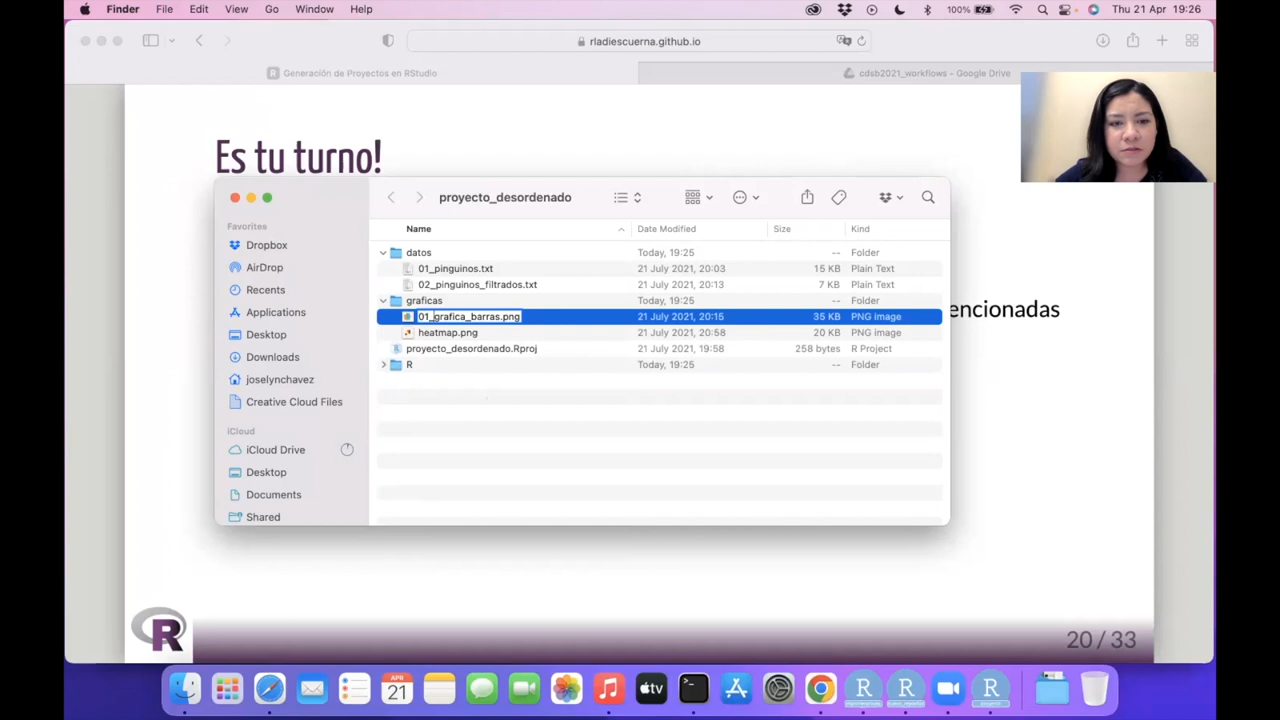 Finder File Edit View Go Window Help 100% Thu 21 Apr 19:26
rladiescuerna.github.io
Generación de Proyectos en RStudio cdsb2021_workflows - Google Drive
Es tu turno!
encionadas
proyecto_desordenado
Favorites
Dropbox
AirDrop
Recents
Applications
Desktop
Downloads
joselynchavez
Creative Cloud Files
iCloud
iCloud Drive
Desktop
Documents
Shared
Name Date Modified Size Kind
datos Today, 19:25 -- Folder
01_pinguinos.txt 21 July 2021, 20:03 15 KB Plain Text
02_pinguinos_filtrados.txt 21 July 2021, 20:13 7 KB Plain Text
graficas Today, 19:25 -- Folder
01_grafica_barras.png 21 July 2021, 20:15 35 KB PNG image
heatmap.png 21 July 2021, 20:58 20 KB PNG image
proyecto_desordenado.Rproj 21 July 2021, 19:58 258 bytes R Project
R Today, 19:25 -- Folder
R
20 / 33
APR
21
tv
R R R